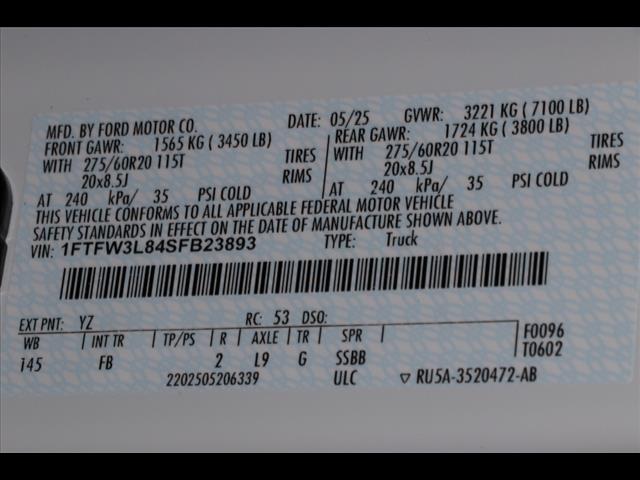 MFD. BY FORD MOTOR CO. DATE: 05/25 GVWR: 3221 KG (7100 LB)
FRONT GAWR: 1565 KG (3450 LB) REAR GAWR: 1724 KG (3800 LB)
WITH 275/60R20 115T TIRES WITH 275/60R20 115T TIRES
20x8.5J RIMS 20x8.5J RIMS
AT 240 kPa/ 35 PSI COLD AT 240 kPa/ 35 PSI COLD
THIS VEHICLE CONFORMS TO ALL APPLICABLE FEDERAL MOTOR VEHICLE
SAFETY STANDARDS IN EFFECT ON THE DATE OF MANUFACTURE SHOWN ABOVE.
VIN: 1FTFW3L84SFB23893 TYPE: Truck
EXT PNT: YZ RC: 53 DSO: F0096
WB INT TR TP/PS R AXLE TR SPR T0602
145 FB 2 L9 G SSBB
2202505206339 ULC ▽ RU5A-3520472-AB